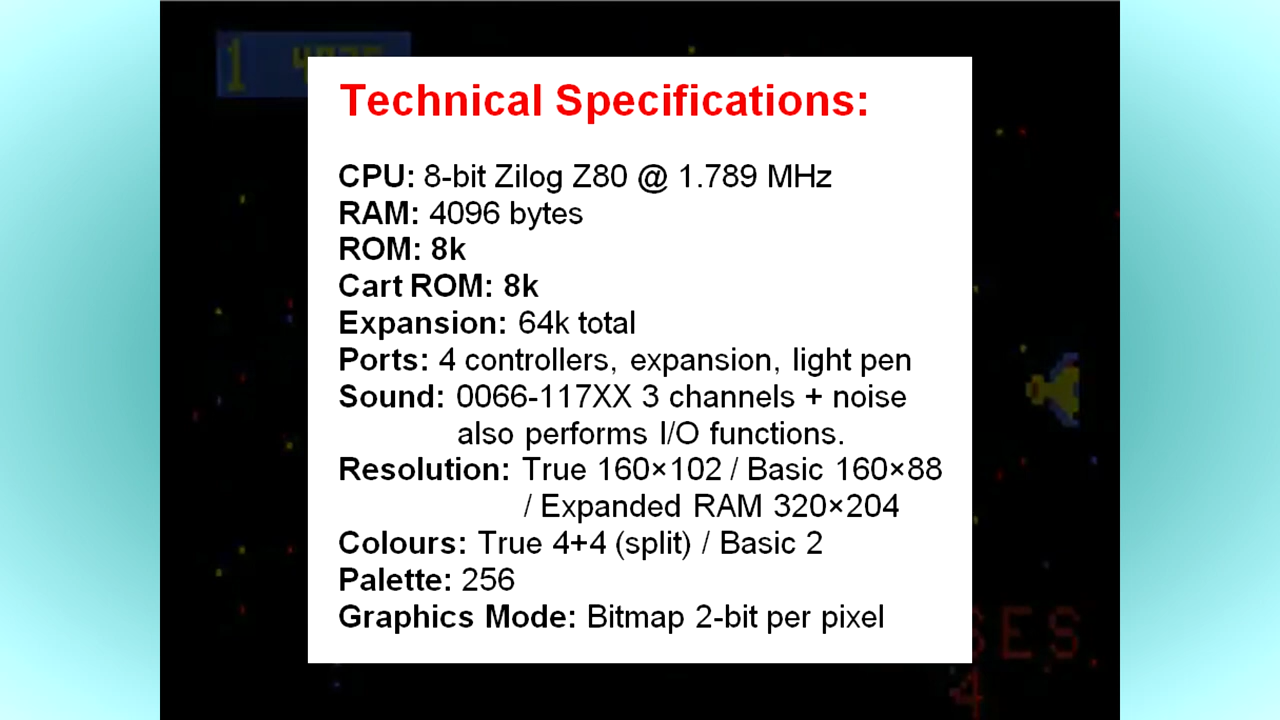 1
Technical Specifications:
CPU: 8-bit Zilog Z80 @ 1.789 MHz
RAM: 4096 bytes
ROM: 8k
Cart ROM: 8k
Expansion: 64k total
Ports: 4 controllers, expansion, light pen
Sound: 0066-117XX 3 channels + noise
also performs I/O functions.
Resolution: True 160×102 / Basic 160×88
/ Expanded RAM 320×204
Colours: True 4+4 (split) / Basic 2
Palette: 256
Graphics Mode: Bitmap 2-bit per pixel
SES
4